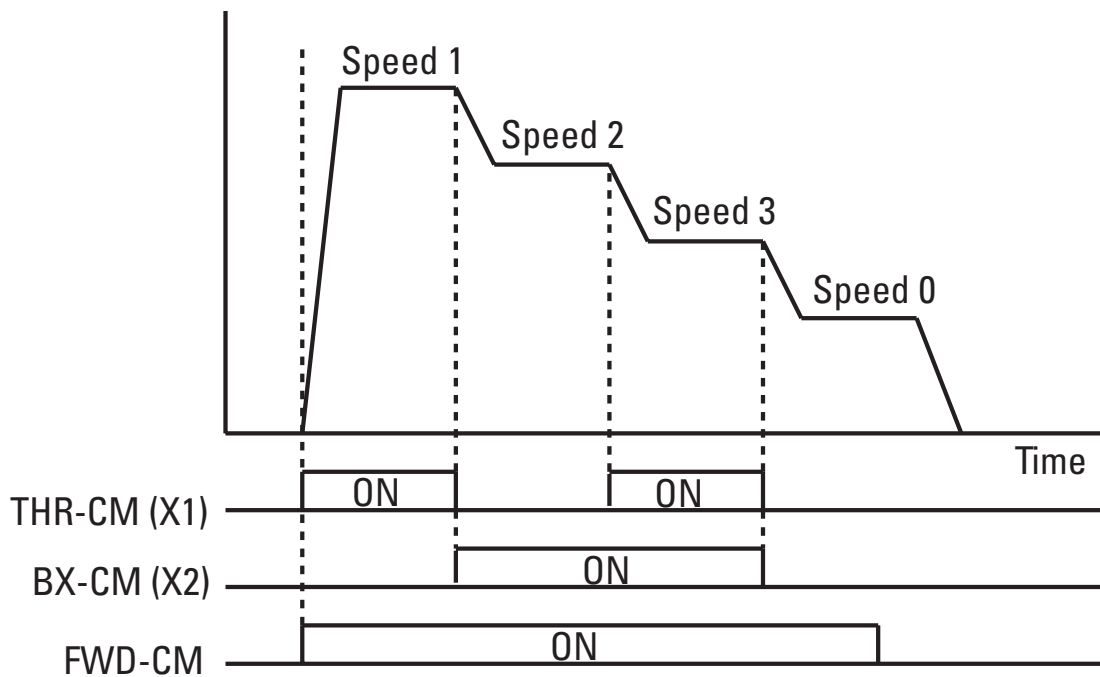 Speed 1
Speed 2
Speed 3
Speed 0
Time
THR-CM (X1)
ON
ON
BX-CM (X2)
ON
FWD-CM
ON